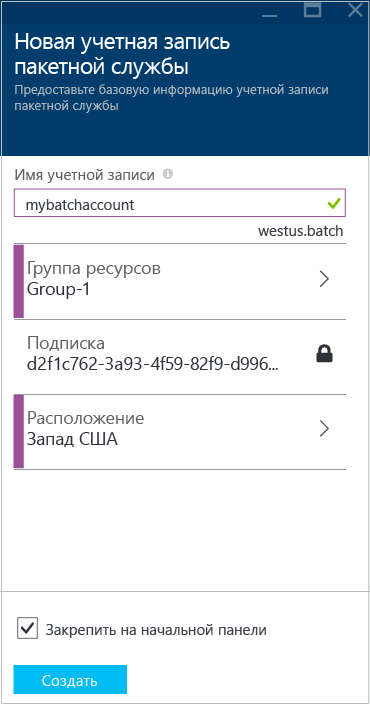 Новая учетная запись
пакетной службы
Предоставьте базовую информацию учетной записи
пакетной службы
Имя учетной записи
mybatchaccount
westus.batch
Группа ресурсов
Group-1
Подписка
d2f1c762-3a93-4f59-82f9-d996...
Расположение
Запад США
Закрепить на начальной панели
Создать